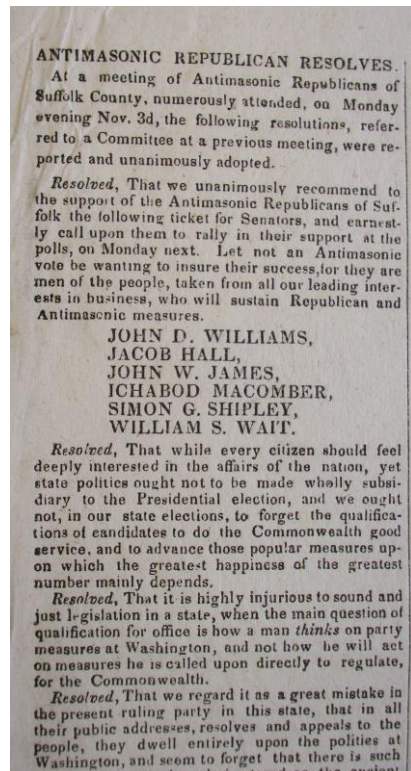 ANTIMASONIC REPUBLICAN RESOLVES.
At a meeting of Antimasonic Republicans of
Suffolk County, numerously attended, on Monday
evening Nov. 3d, the following resolutions, refer-
red to a Committee at a previous meeting, were re-
ported and unanimously adopted.
Resolved, That we unanimously recommend to
the support of the Antimasonic Republicans of Suf-
folk the following ticket for Senators, and earnest-
ly call upon them to rally in their support at the
polls, on Monday next. Let not an Antimasonic
vote be wanting to insure their success, for they are
men of the people, taken from all our leading inter-
ests in business, who will sustain Republican and
Antimasonic measures.
JOHN D. WILLIAMS,
JACOB HALL,
JOHN W. JAMES,
ICHABOD MACOMBER,
SIMON G. SHIPLEY,
WILLIAM S. WAIT.
Resolved, That while every citizen should feel
deeply interested in the affairs of the nation, yet
state politics ought not to be made wholly subsi-
diary to the Presidential election, and we ought
not, in our state elections, to forget the qualifica-
tions of candidates to do the Commonwealth good
service, and to advance those popular measures up-
on which the greatest happiness of the greatest
number mainly depends.
Resolved, That it is highly injurious to sound and
just legislation in a state, when the main question of
qualification for office is how a man thinks on party
measures at Washington, and not how he will act
on measures he is called upon directly to regulate,
for the Commonwealth.
Resolved, That we regard it as a great mistake in
the present ruling party in this state, that in all
their public addresses, resolves and appeals to the
people, they dwell entirely upon the polities at
Washington, and seem to forget that there is such